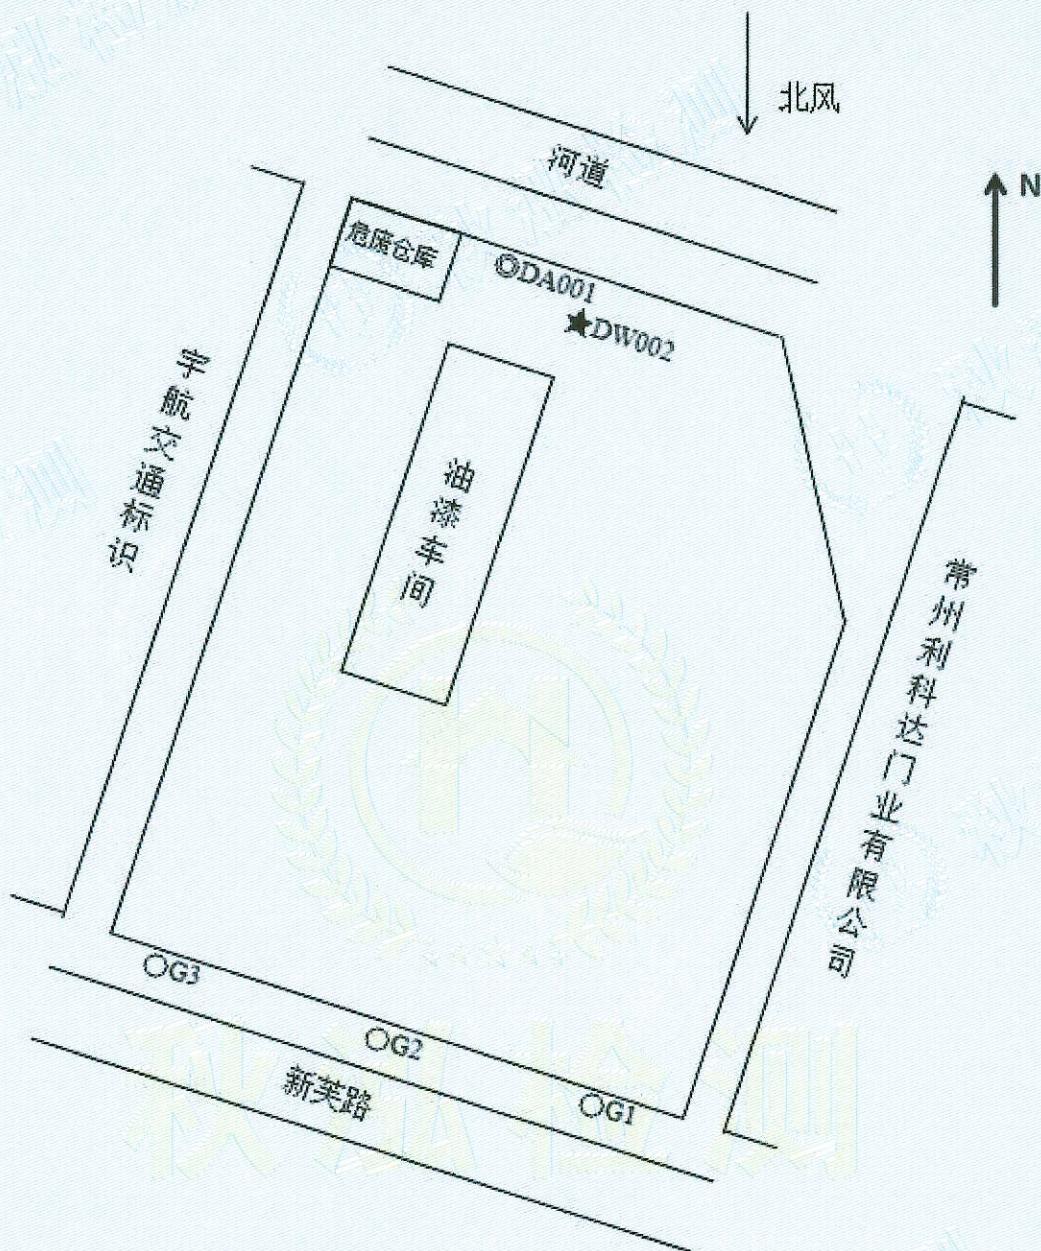 北风
N
河道
危废仓库
◎DA001
★DW002
宇航交通标识
油漆车间
常州利科达门业有限公司
○G3
○G2
○G1
新芙路